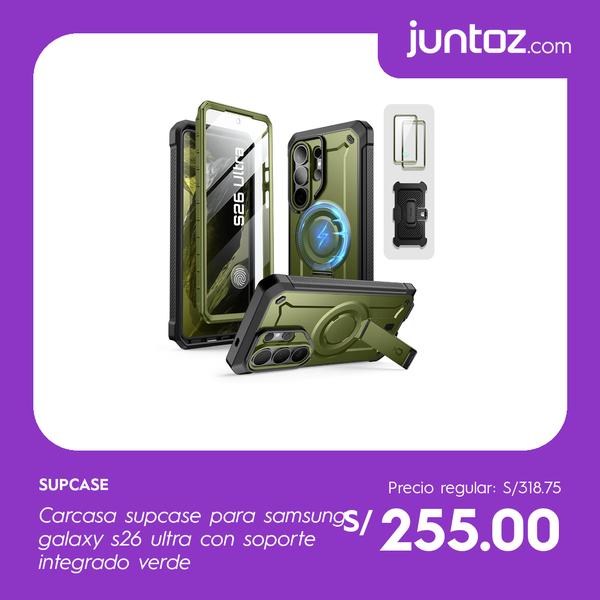 juntoz.com
S26 Ultra
SUPCASE
Precio regular: S/318.75
Carcasa supcase para samsung
galaxy s26 ultra con soporte
integrado verde
S/ 255.00